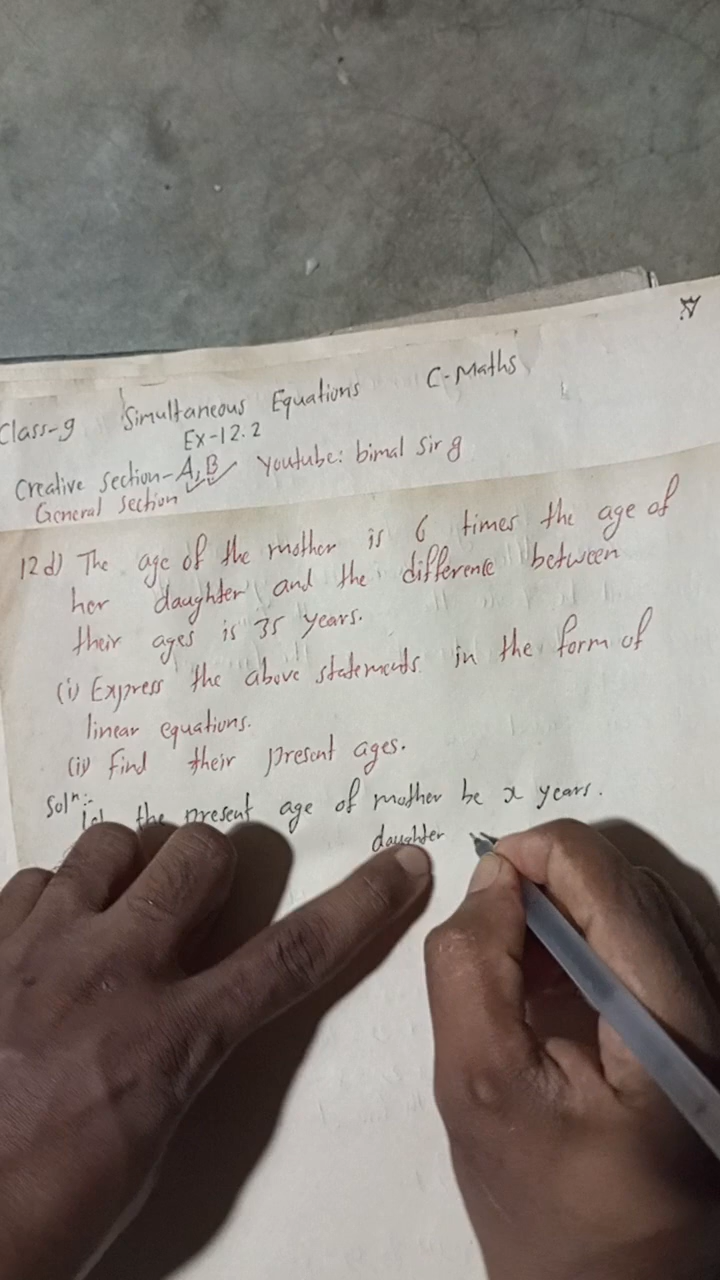 Class-9 Simultaneous Equations C-Maths
Ex-12.2
Creative section-A,B Youtube: bimal sir g
General section
12d) The age of the mother is 6 times the age of
her daughter and the difference between
their ages is 35 years.
(i) Express the above statements in the form of
linear equations.
(ii) Find their present ages.
Soln:-
let the present age of mother be x years.
daughter